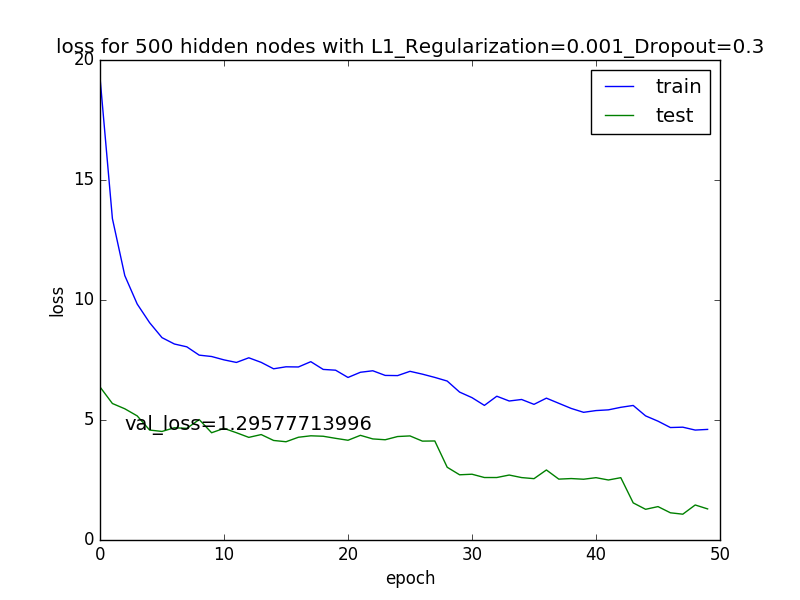 loss for 500 hidden nodes with L1_Regularization=0.001_Dropout=0.3
20
train
test
15
10
loss
val_loss=1.29577713996
5
0
0 10 20 30 40 50
epoch